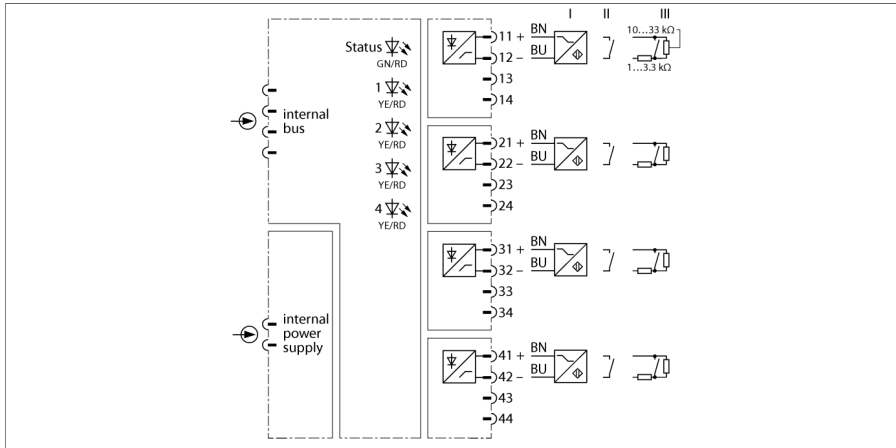 I II III
Status
GN/RD
1
YE/RD
2
YE/RD
3
YE/RD
4
YE/RD
internal
bus
internal
power
supply
11 + BN
12 – BU
13
14
10…33 kΩ
1…3.3 kΩ
21 + BN
22 – BU
23
24
31 + BN
32 – BU
33
34
41 + BN
42 – BU
43
44